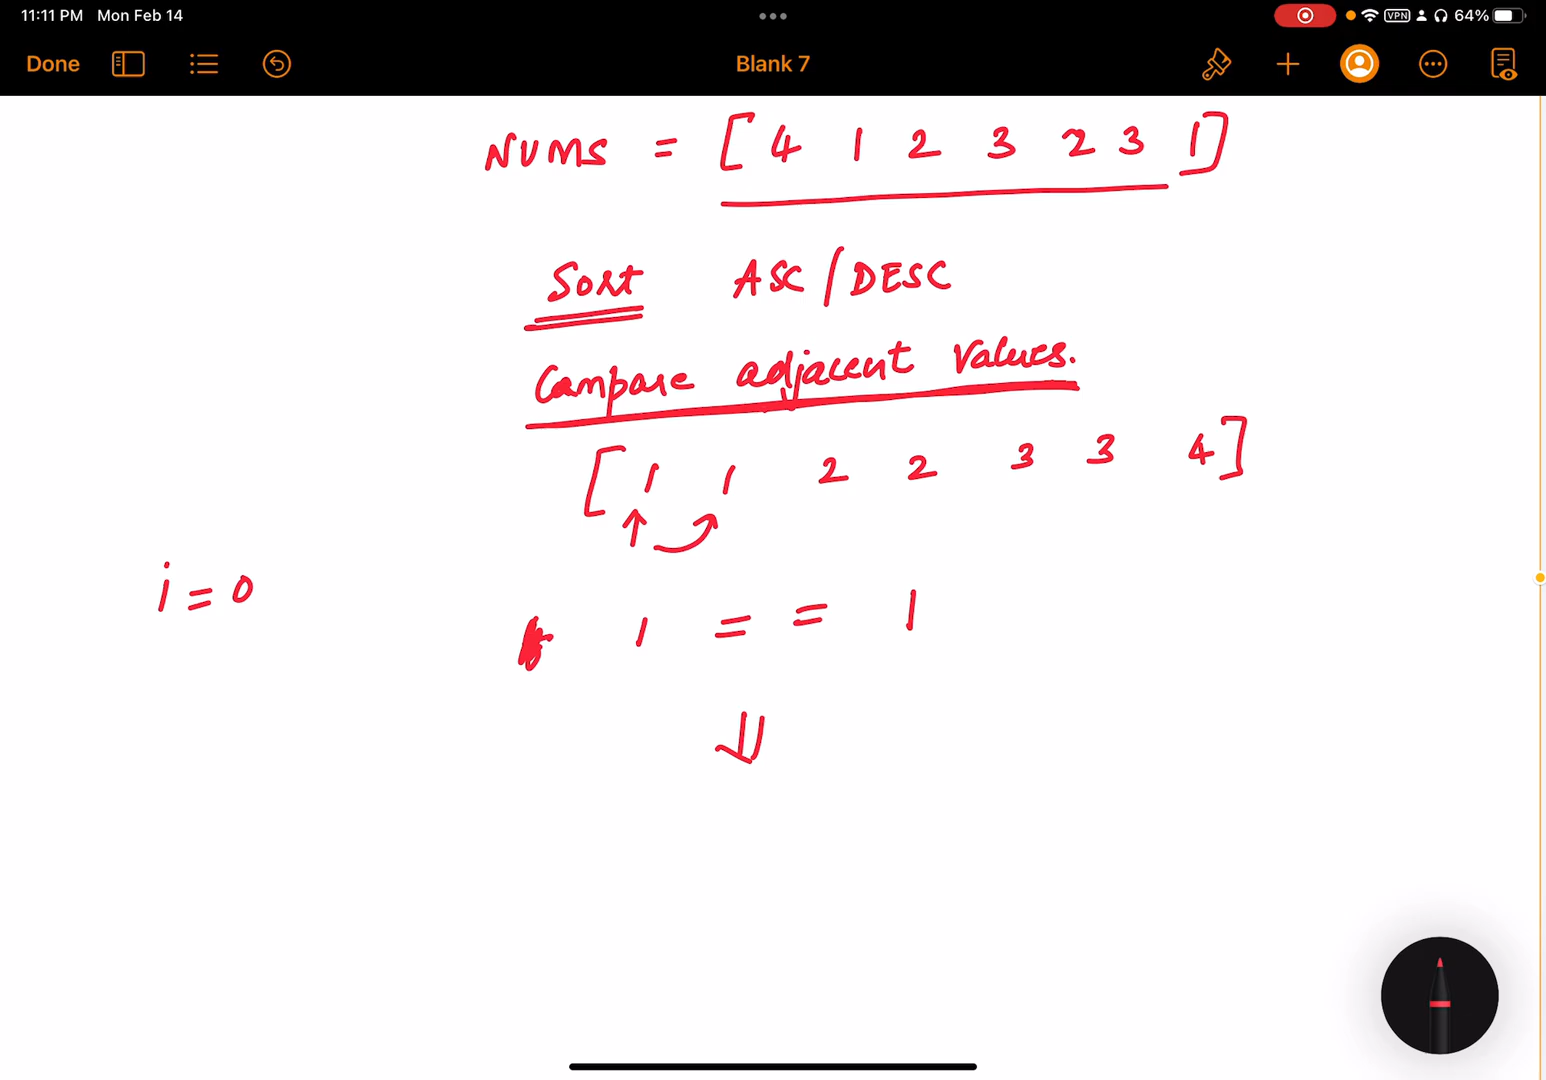 11:11 PM Mon Feb 14
VPN 64%
Done Blank 7
NUMS = [ 4 1 2 3 2 3 1 ]
Sort ASC / DESC
Compare adjacent values.
[ 1 1 2 2 3 3 4 ]
i = 0
1 = = 1